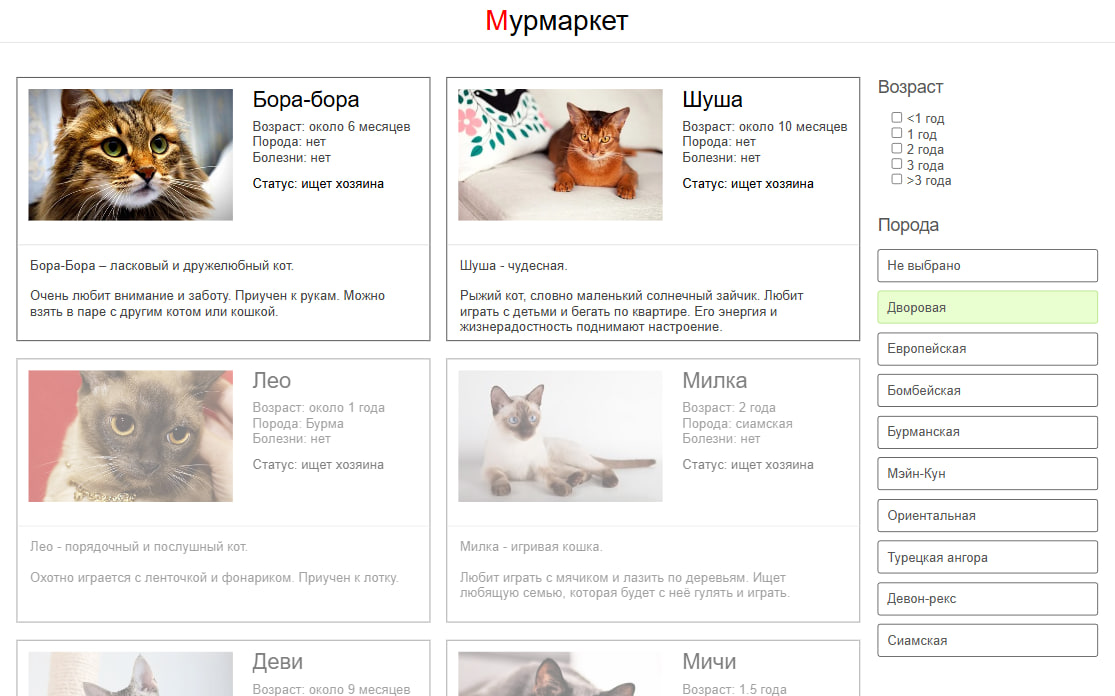 Мурмаркет
Бора-бора
Возраст: около 6 месяцев
Порода: нет
Болезни: нет
Статус: ищет хозяина
Бора-Бора – ласковый и дружелюбный кот.
Очень любит внимание и заботу. Приучен к рукам. Можно
взять в паре с другим котом или кошкой.
Шуша
Возраст: около 10 месяцев
Порода: нет
Болезни: нет
Статус: ищет хозяина
Шуша - чудесная.
Рыжий кот, словно маленький солнечный зайчик. Любит
играть с детьми и бегать по квартире. Его энергия и
жизнерадостность поднимают настроение.
Лео
Возраст: около 1 года
Порода: Бурма
Болезни: нет
Статус: ищет хозяина
Лео - порядочный и послушный кот.
Охотно играется с ленточкой и фонариком. Приучен к лотку.
Милка
Возраст: 2 года
Порода: сиамская
Болезни: нет
Статус: ищет хозяина
Милка - игривая кошка.
Любит играть с мячиком и лазить по деревьям. Ищет
любящую семью, которая будет с неё гулять и играть.
Деви
Возраст: около 9 месяцев
Мичи
Возраст: 1.5 года
Возраст
<1 год
1 год
2 года
3 года
>3 года
Порода
Не выбрано
Дворовая
Европейская
Бомбейская
Бурманская
Мэйн-Кун
Ориентальная
Турецкая ангора
Девон-рекс
Сиамская